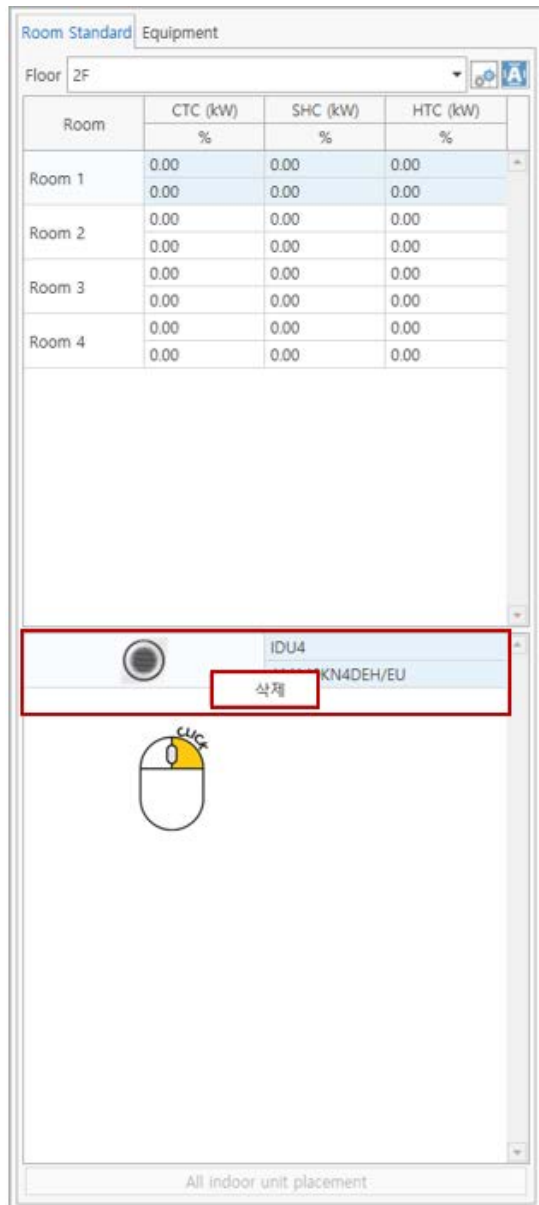 Room Standard Equipment
Floor 2F A
Room CTC (kW) SHC (kW) HTC (kW)
% % %
Room 1 0.00 0.00 0.00
0.00 0.00 0.00
Room 2 0.00 0.00 0.00
0.00 0.00 0.00
Room 3 0.00 0.00 0.00
0.00 0.00 0.00
Room 4 0.00 0.00 0.00
0.00 0.00 0.00
IDU4
KN4DEH/EU
삭제
CLICK
All indoor unit placement